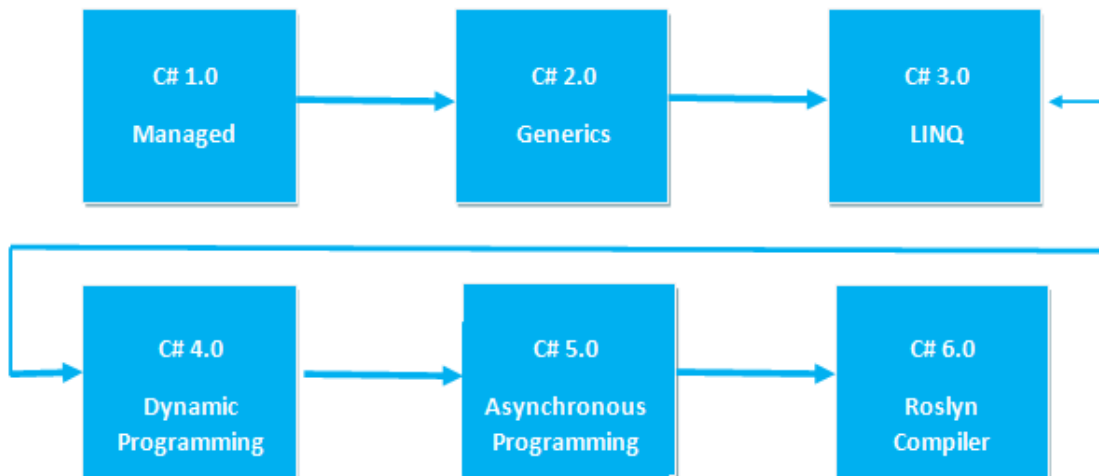 C# 1.0
Managed
C# 2.0
Generics
C# 3.0
LINQ
C# 4.0
Dynamic
Programming
C# 5.0
Asynchronous
Programming
C# 6.0
Roslyn
Compiler